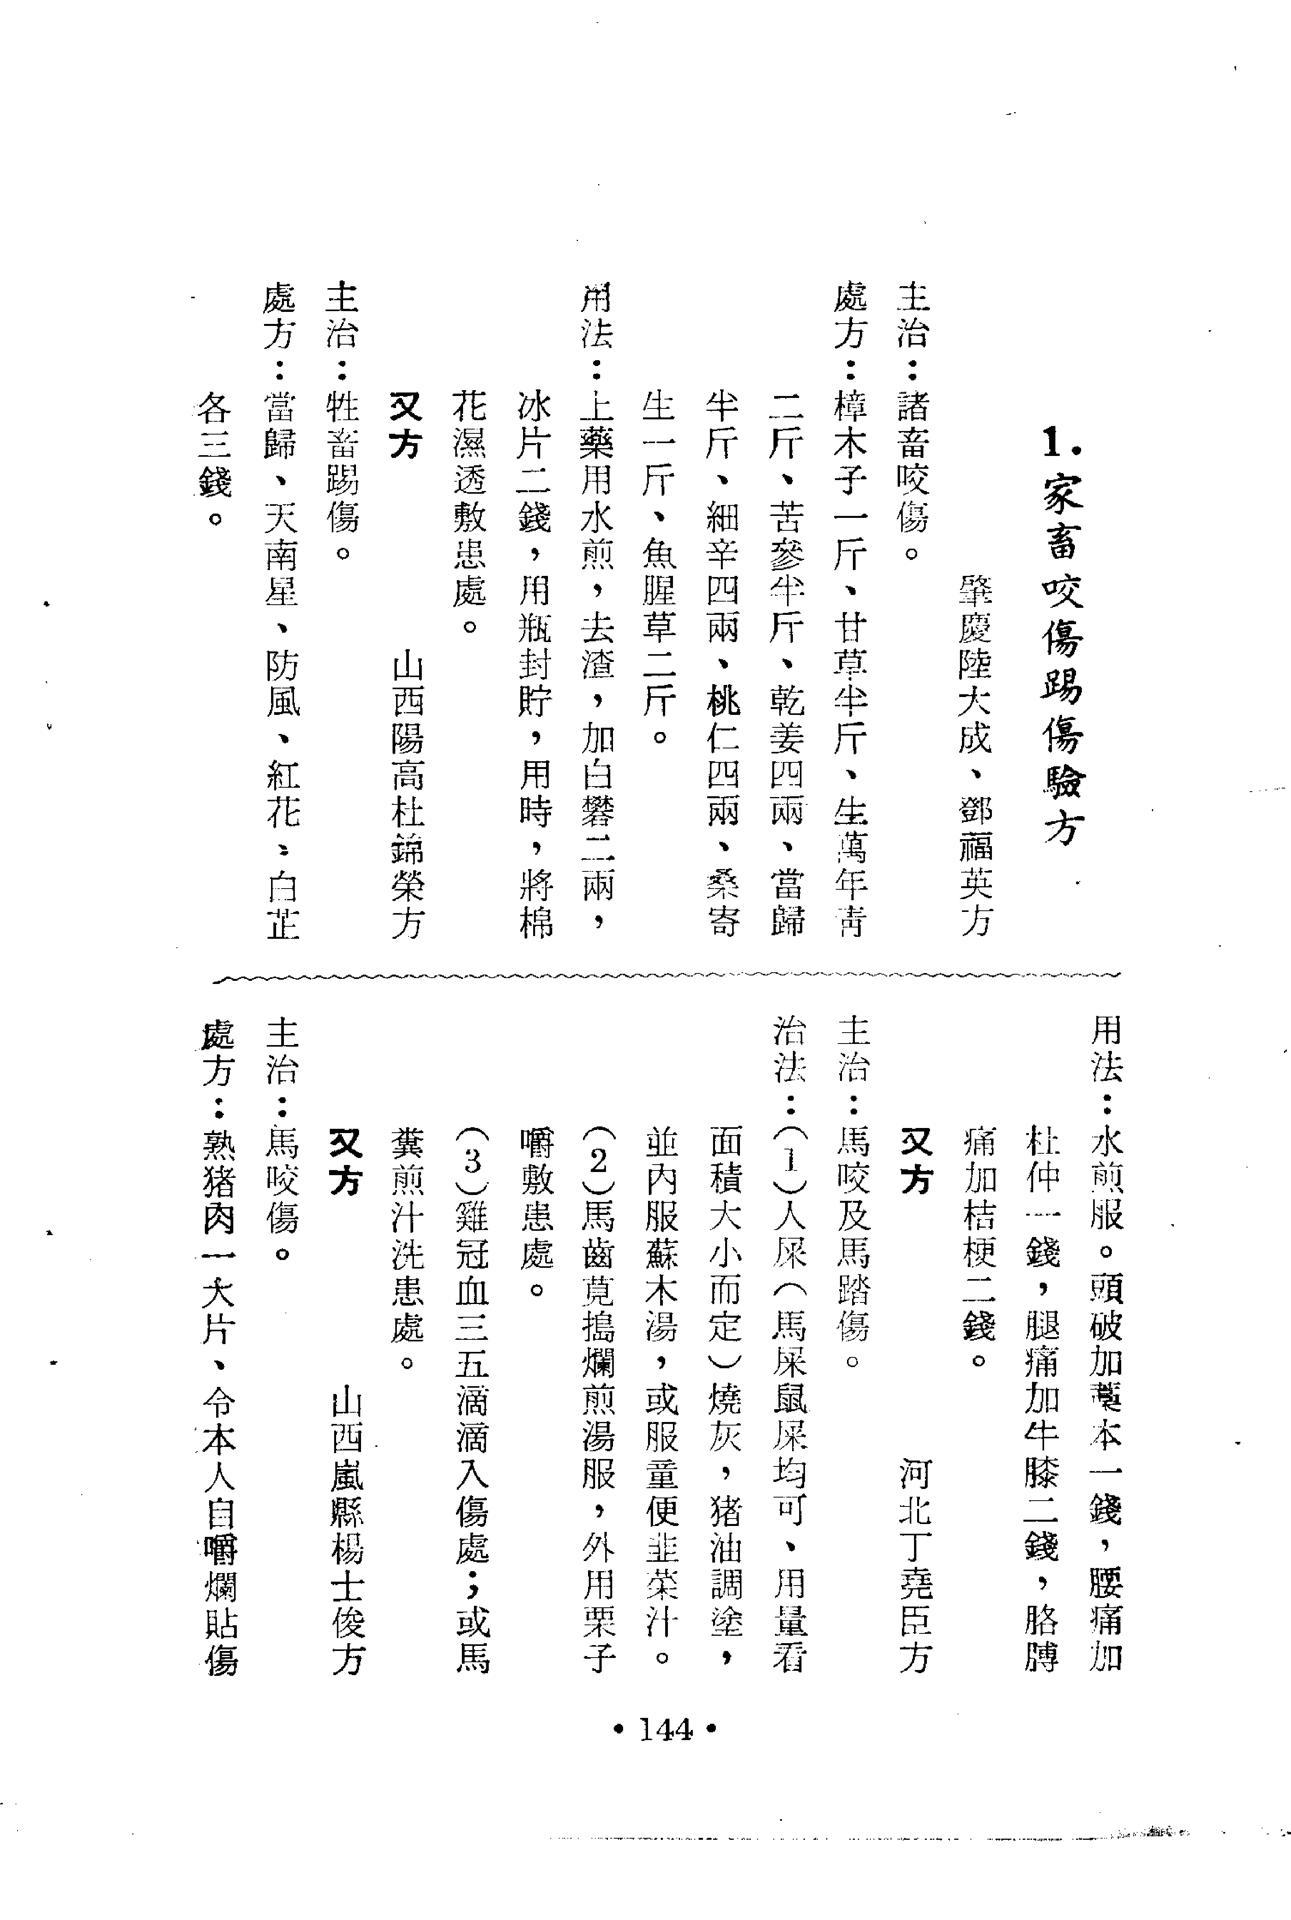 1.家畜咬傷踢傷驗方
肇慶陸大成、鄧福英方
主治：諸畜咬傷。
處方：樟木子一斤、甘草半斤、生萬年靑
二斤、苦參半斤、乾姜四兩、當歸
半斤、細辛四兩、桃仁四兩、桑寄
生一斤、魚腥草二斤。
用法：上藥用水煎，去渣，加白礬二兩，
冰片二錢，用瓶封貯，用時，將棉
花濕透敷患處。
又方
山西陽高杜錦榮方
主治：牲畜踢傷。
處方：當歸、天南星、防風、紅花、白芷
各三錢。
用法：水煎服。頭破加藁本一錢，腰痛加
杜仲一錢，腿痛加牛膝二錢，胳膊
痛加桔梗二錢。
又方
河北丁堯臣方
主治：馬咬及馬踏傷。
治法：（1）人屎（馬屎鼠屎均可、用量看
面積大小而定）燒灰，猪油調塗，
並內服蘇木湯，或服童便韭菜汁。
（2）馬齒莧搗爛煎湯服，外用栗子
嚼敷患處。
（3）雞冠血三五滴滴入傷處；或馬
糞煎汁洗患處。
又方
山西嵐縣楊士俊方
主治：馬咬傷。
處方：熟猪肉一大片、令本人自嚼爛貼傷
• 144 •